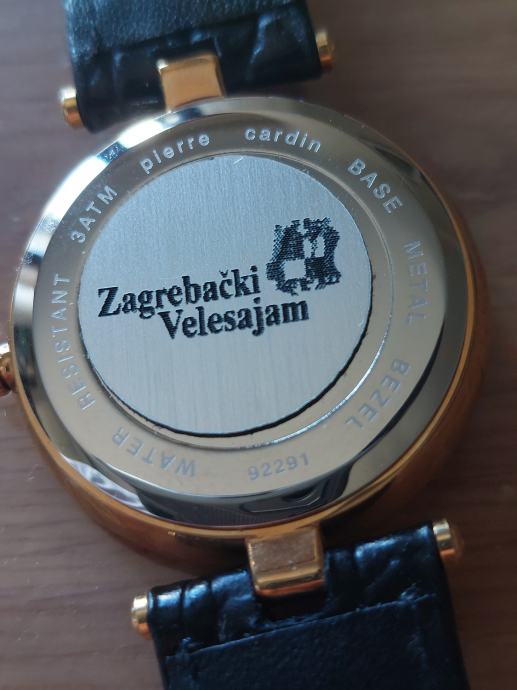 Zagrebački
Velesajam
pierre cardin BASE METAL BEZEL 92291 WATER RESISTANT 3ATM